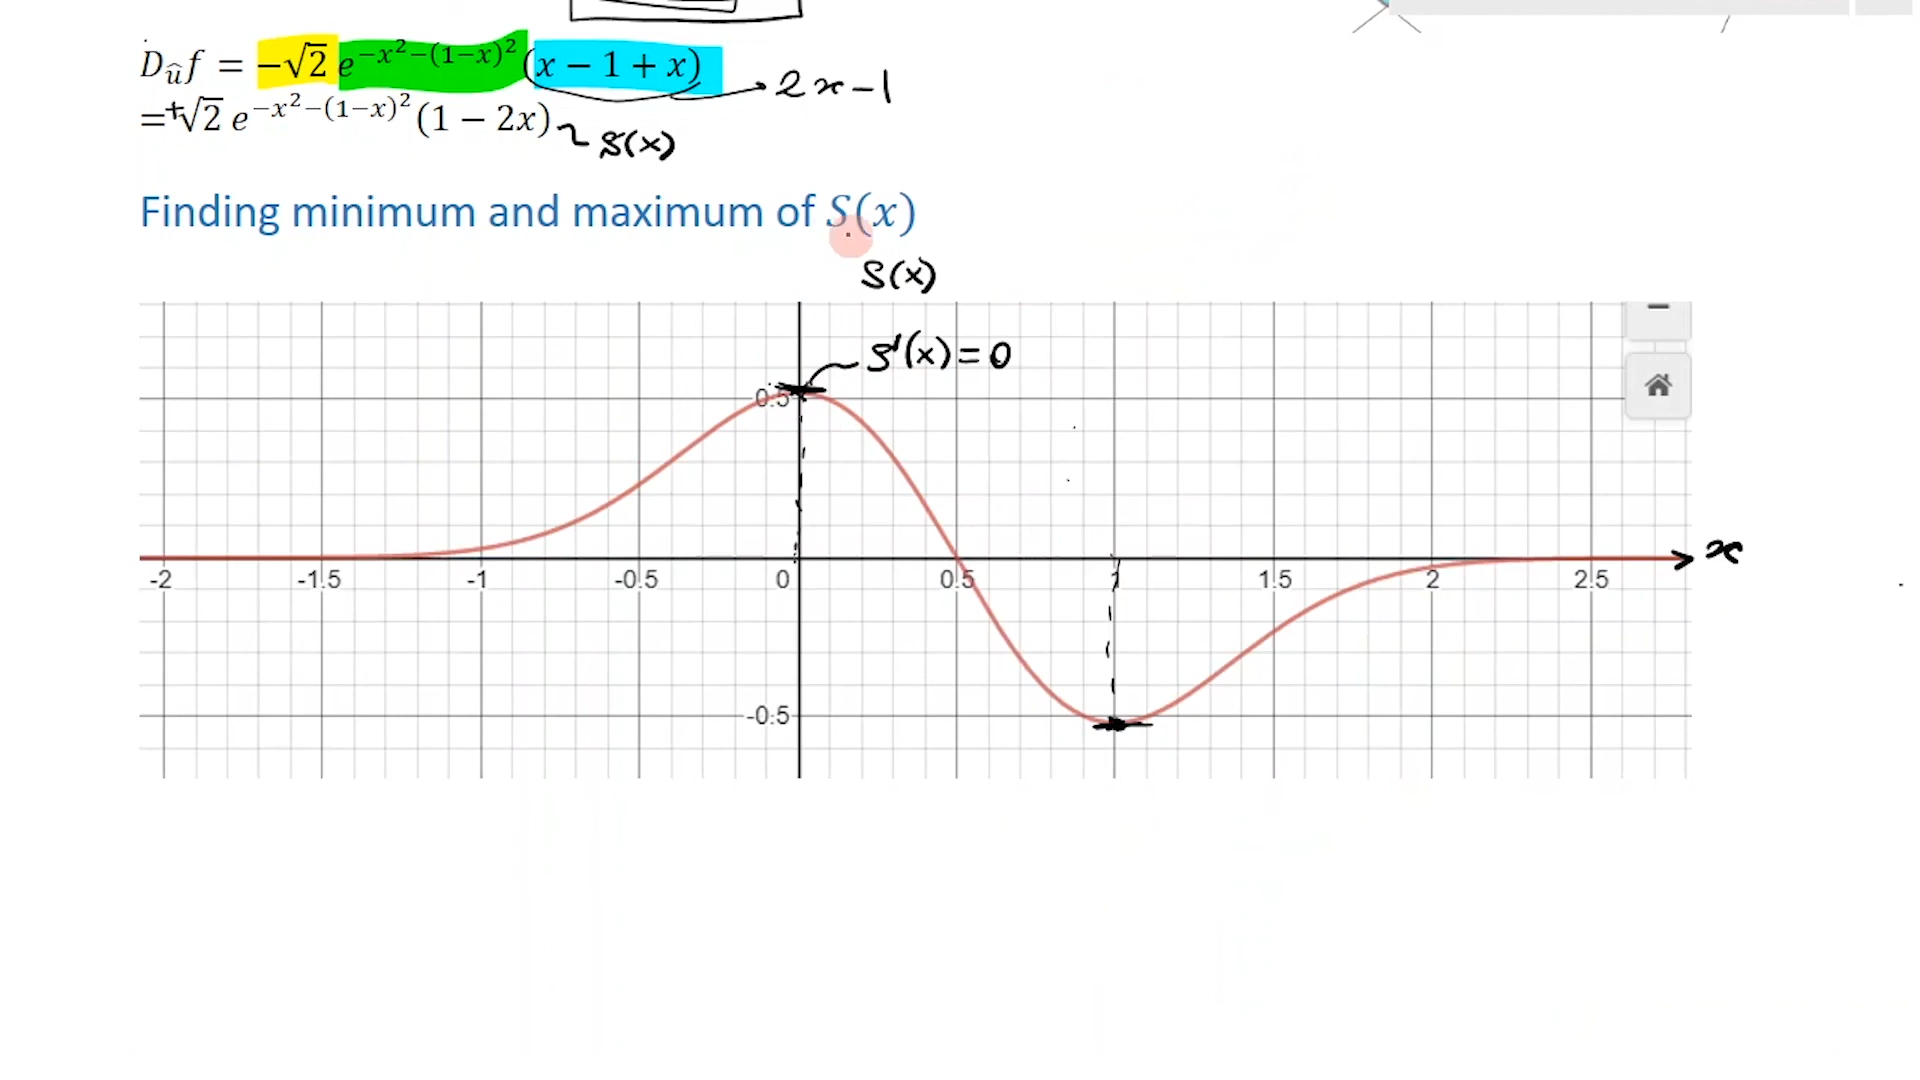 D_û f = −√2 e^{−x²−(1−x)²} (x − 1 + x)
2x−1
= +√2 e^{−x²−(1−x)²} (1 − 2x)
S(x)
Finding minimum and maximum of S(x)
S(x)
S'(x) = 0
0.5
x
-2 -1.5 -1 -0.5 0 0.5 1 1.5 2 2.5
-0.5